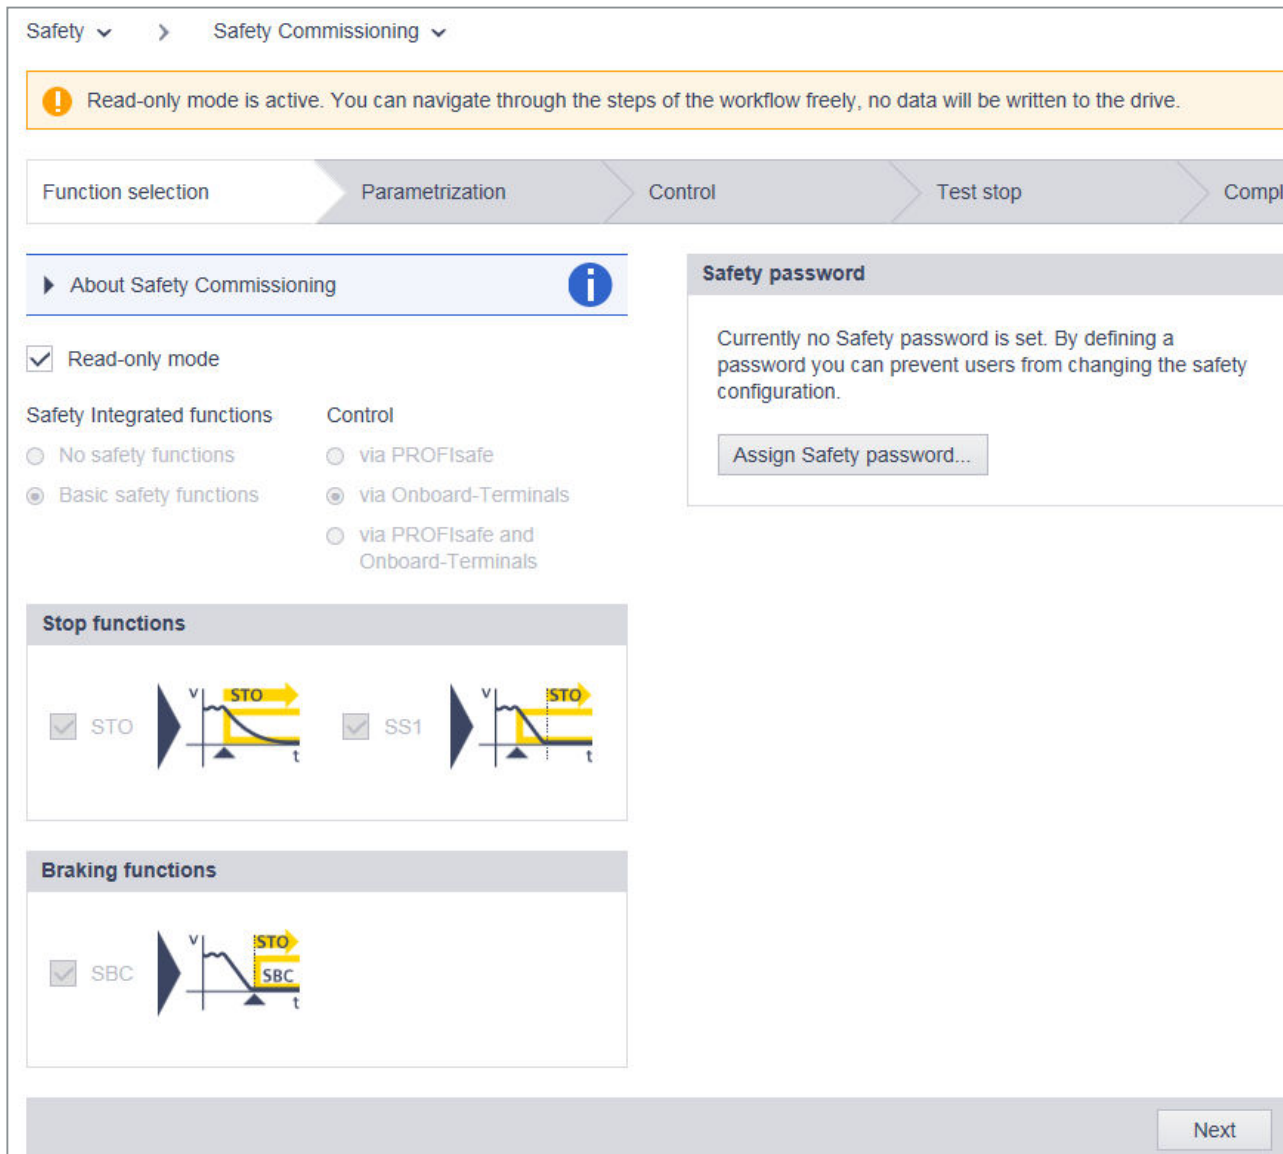 Safety > Safety Commissioning
Read-only mode is active. You can navigate through the steps of the workflow freely, no data will be written to the drive.
Function selection Parametrization Control Test stop Compl
About Safety Commissioning
Read-only mode
Safety Integrated functions Control
No safety functions via PROFIsafe
Basic safety functions via Onboard-Terminals
via PROFIsafe and
Onboard-Terminals
Safety password
Currently no Safety password is set. By defining a
password you can prevent users from changing the safety
configuration.
Assign Safety password...
Stop functions
STO V STO t SS1 V STO t
Braking functions
SBC V STO SBC t
Next